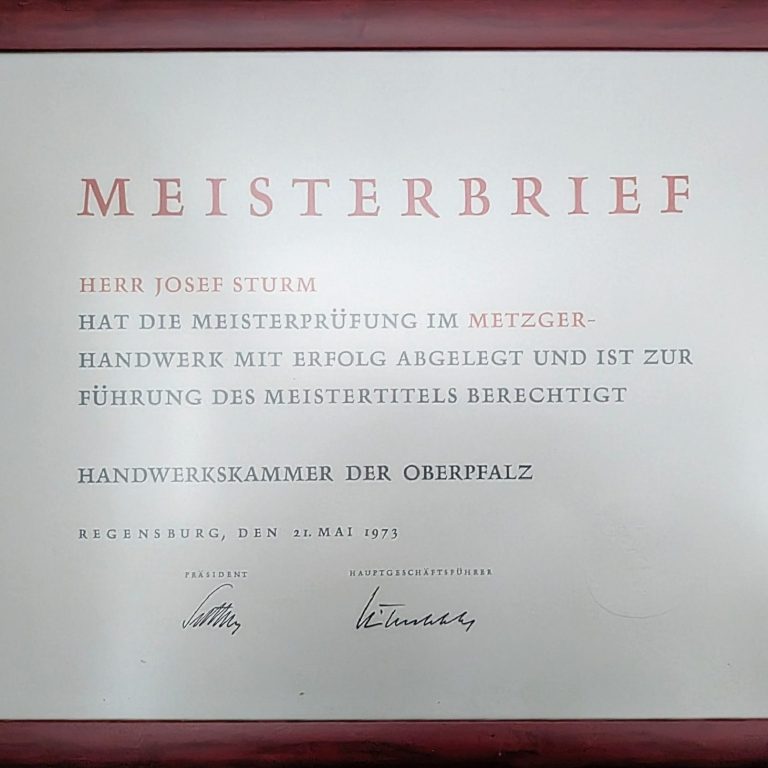 MEISTERBRIEF
HERR JOSEF STURM
HAT DIE MEISTERPRÜFUNG IM METZGER-
HANDWERK MIT ERFOLG ABGELEGT UND IST ZUR
FÜHRUNG DES MEISTERTITELS BERECHTIGT
HANDWERKSKAMMER DER OBERPFALZ
REGENSBURG, DEN 21. MAI 1973
PRÄSIDENT HAUPTGESCHÄFTSFÜHRER